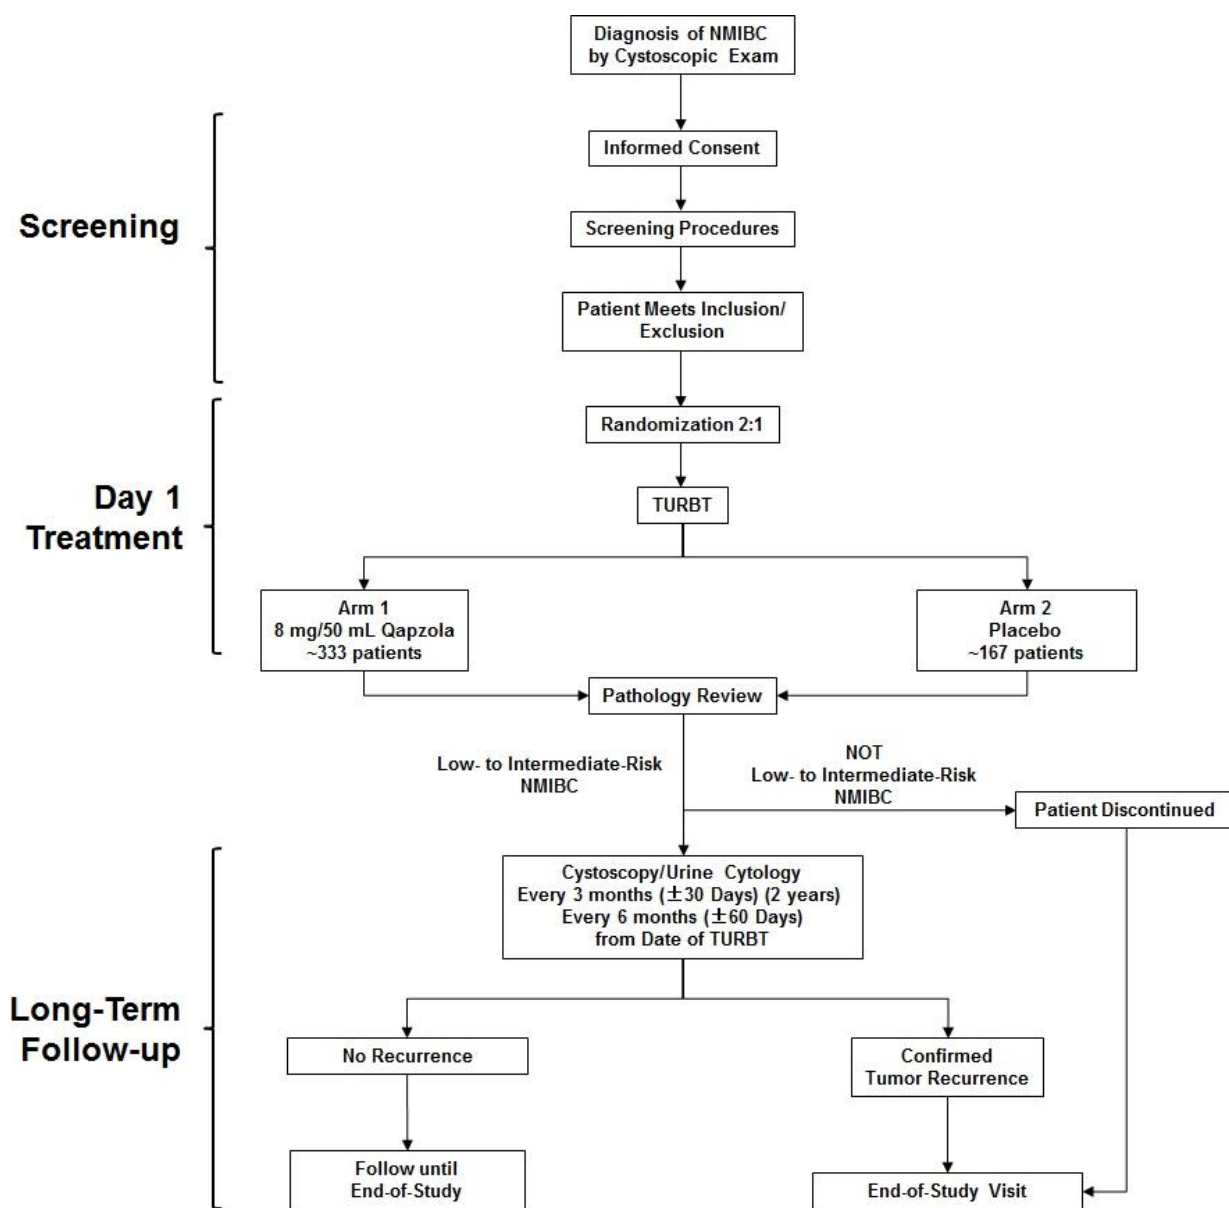 Diagnosis of NMIBC
by Cystoscopic Exam
Screening
Informed Consent
Screening Procedures
Patient Meets Inclusion/
Exclusion
Day 1
Treatment
Randomization 2:1
TURBT
Arm 1
8 mg/50 mL Qapzola
~333 patients
Arm 2
Placebo
~167 patients
Pathology Review
Low- to Intermediate-Risk
NMIBC
NOT
Low- to Intermediate-Risk
NMIBC
Patient Discontinued
Long-Term
Follow-up
Cystoscopy/Urine Cytology
Every 3 months (±30 Days) (2 years)
Every 6 months (±60 Days)
from Date of TURBT
No Recurrence
Confirmed
Tumor Recurrence
Follow until
End-of-Study
End-of-Study Visit